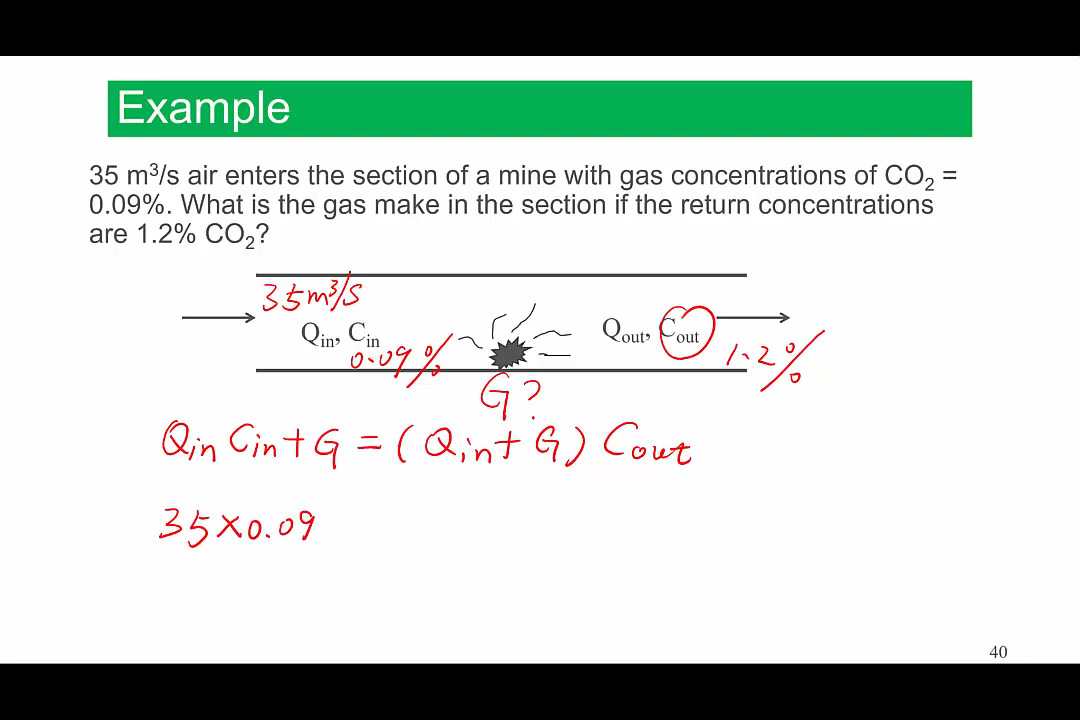 Example
35 m³/s air enters the section of a mine with gas concentrations of CO₂ =
0.09%. What is the gas make in the section if the return concentrations
are 1.2% CO₂?
35m³/s
Qin, Cin
0.09%
Qout, Cout
1.2%
G?
Qin Cin + G = (Qin + G) Cout
35×0.09
40